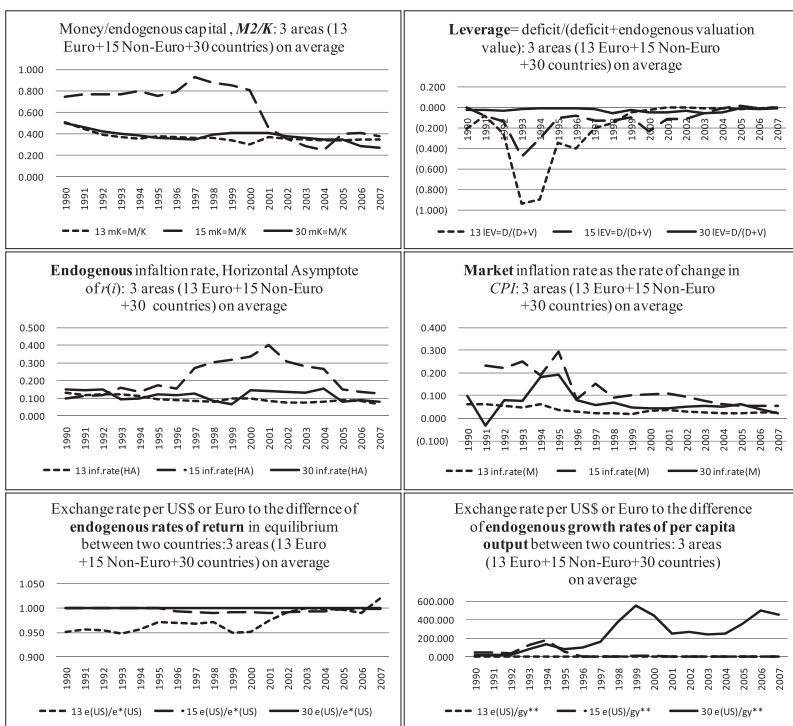 Money/endogenous capital , M2/K: 3 areas (13
Euro+15 Non-Euro+30 countries) on average
1.000
0.800
0.600
0.400
0.200
0.000
1990 1991 1992 1993 1994 1995 1996 1997 1998 1999 2000 2001 2002 2003 2004 2005 2006 2007
13 mK=M/K 15 mK=M/K 30 mK=M/K
Leverage= deficit/(deficit+endogenous valuation
value): 3 areas (13 Euro+15 Non-Euro
+30 countries) on average
0.200
0.000
(0.200)
(0.400)
(0.600)
(0.800)
(1.000)
1990 1991 1992 1993 1994 1995 1996 1997 1998 1999 2000 2001 2002 2003 2004 2005 2006 2007
13 lEV=D/(D+V) 15 lEV=D/(D+V) 30 lEV=D/(D+V)
Endogenous infaltion rate, Horizontal Asymptote
of r(i): 3 areas (13 Euro+15 Non-Euro
+30 countries) on average
0.500
0.400
0.300
0.200
0.100
0.000
1990 1991 1992 1993 1994 1995 1996 1997 1998 1999 2000 2001 2002 2003 2004 2005 2006 2007
13 inf.rate(HA) 15 inf.rate(HA) 30 inf.rate(HA)
Market inflation rate as the rate of change in
CPI: 3 areas (13 Euro+15 Non-Euro
+30 countries) on average
0.400
0.300
0.200
0.100
0.000
(0.100)
1990 1991 1992 1993 1994 1995 1996 1997 1998 1999 2000 2001 2002 2003 2004 2005 2006 2007
13 inf.rate(M) 15 inf.rate(M) 30 inf.rate(M)
Exchange rate per US$ or Euro to the differnce of
endogenous rates of return in equilibrium
between two countries:3 areas (13 Euro
+15 Non-Euro+30 countries) on average
1.050
1.000
0.950
0.900
1990 1991 1992 1993 1994 1995 1996 1997 1998 1999 2000 2001 2002 2003 2004 2005 2006 2007
13 e(US)/e*(US) 15 e(US)/e*(US) 30 e(US)/e*(US)
Exchange rate per US$ or Euro to the difference
of endogenous growth rates of per capita
output between two countries: 3 areas
(13 Euro+15 Non-Euro+30 countries)
on average
600.000
400.000
200.000
0.000
1990 1991 1992 1993 1994 1995 1996 1997 1998 1999 2000 2001 2002 2003 2004 2005 2006 2007
13 e(US)/gy** 15 e(US)/gy** 30 e(US)/gy**